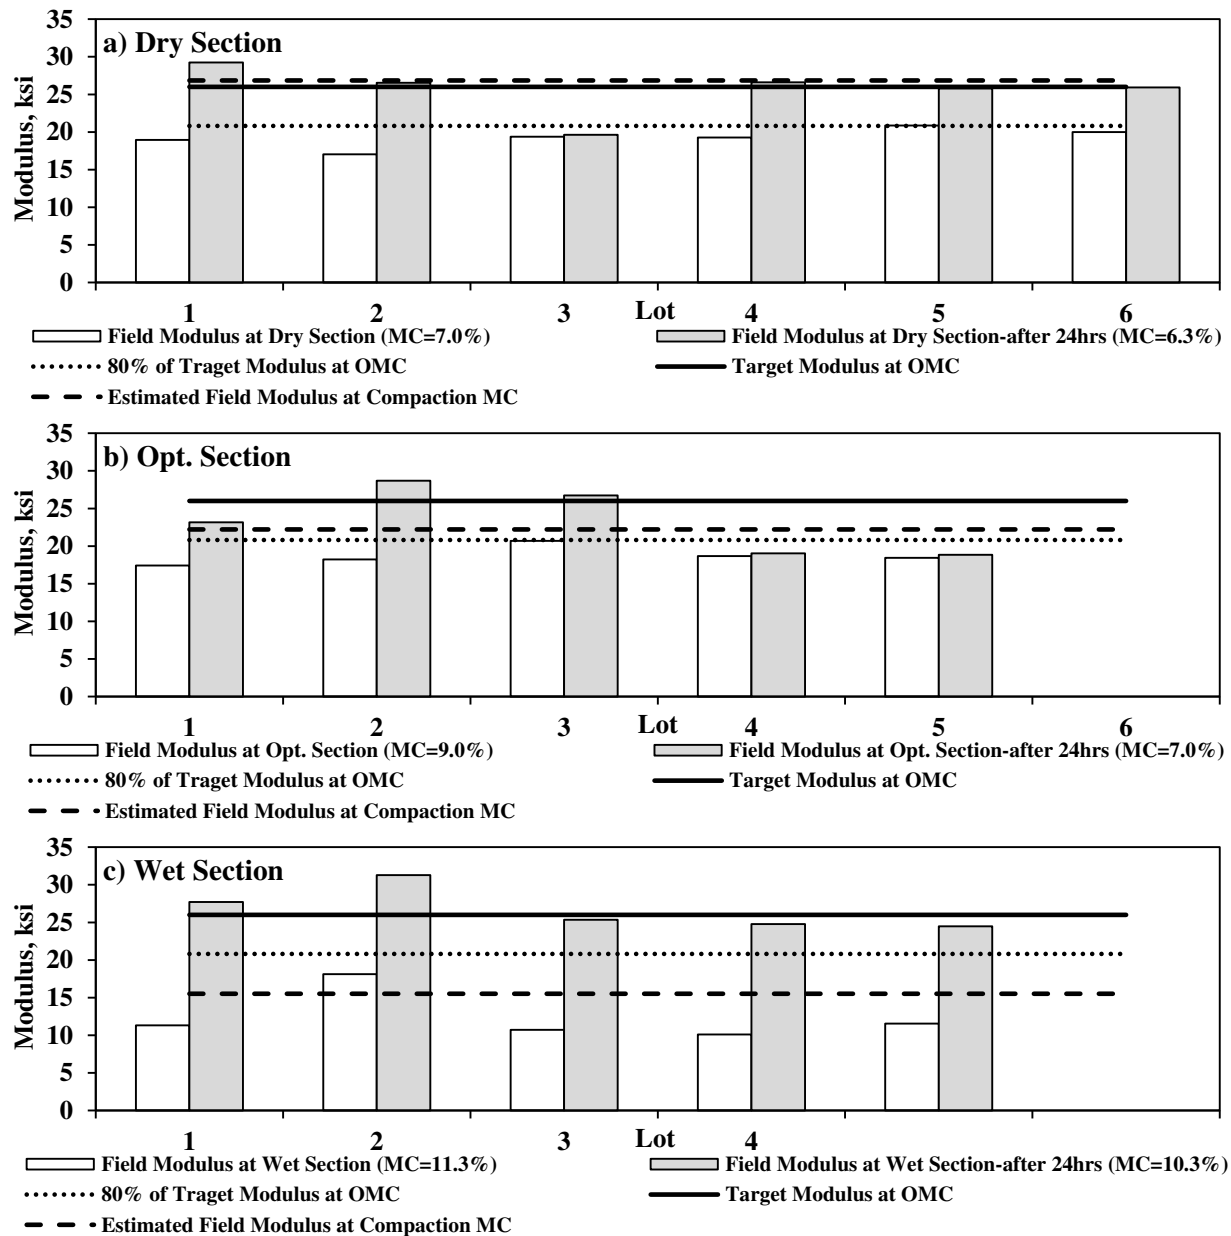 a) Dry Section
Modulus, ksi
35
30
25
20
15
10
5
0
1 2 3 Lot 4 5 6
Field Modulus at Dry Section (MC=7.0%) Field Modulus at Dry Section-after 24hrs (MC=6.3%)
80% of Traget Modulus at OMC Target Modulus at OMC
Estimated Field Modulus at Compaction MC
b) Opt. Section
Modulus, ksi
35
30
25
20
15
10
5
0
1 2 3 Lot 4 5 6
Field Modulus at Opt. Section (MC=9.0%) Field Modulus at Opt. Section-after 24hrs (MC=7.0%)
80% of Traget Modulus at OMC Target Modulus at OMC
Estimated Field Modulus at Compaction MC
c) Wet Section
Modulus, ksi
35
30
25
20
15
10
5
0
1 2 3 Lot 4
Field Modulus at Wet Section (MC=11.3%) Field Modulus at Wet Section-after 24hrs (MC=10.3%)
80% of Traget Modulus at OMC Target Modulus at OMC
Estimated Field Modulus at Compaction MC